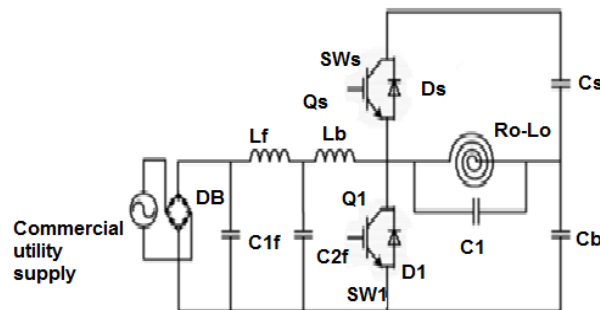 SWs
Qs
Ds
Cs
Lf
Lb
Ro-Lo
DB
Q1
Commercial
utility
supply
C1f
C2f
D1
C1
Cb
SW1